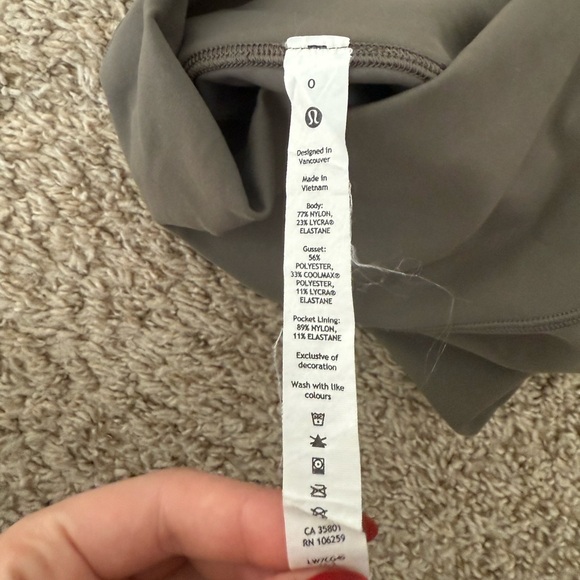 0
Designed in
Vancouver
Made in
Vietnam
Body:
77% NYLON,
23% LYCRA®
ELASTANE
Gusset:
56%
POLYESTER,
33% COOLMAX®
POLYESTER,
11% LYCRA®
ELASTANE
Pocket Lining:
89% NYLON,
11% ELASTANE
Exclusive of
decoration
Wash with like
colours
CA 35801
RN 106259